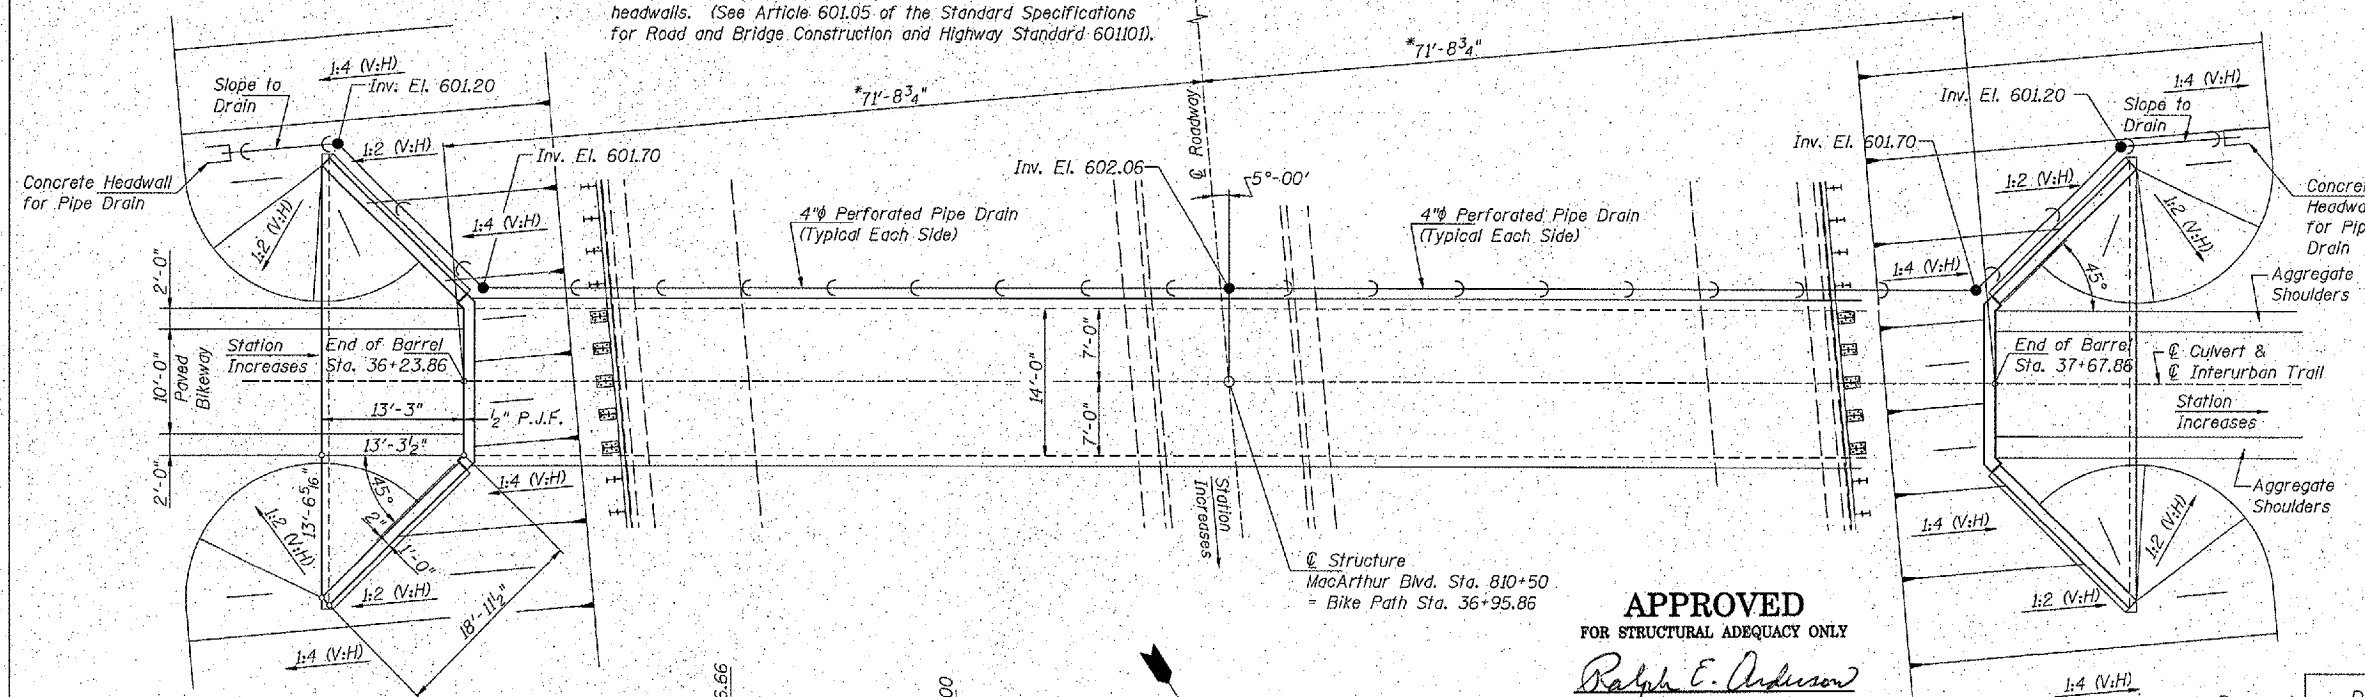 headwalls. (See Article 601.05 of the Standard Specifications
for Road and Bridge Construction and Highway Standard 601101).
*71'-8¾"
*71'-8¾"
1:4 (V:H)
Slope to
Drain
Inv. El. 601.20
1:2 (V:H)
Inv. El. 601.70
Concrete Headwall
for Pipe Drain
1:2 (V:H)
1:4 (V:H)
4"ϕ Perforated Pipe Drain
(Typical Each Side)
Inv. El. 602.06
℄ Roadway
5°-00'
4"ϕ Perforated Pipe Drain
(Typical Each Side)
Inv. El. 601.70
Inv. El. 601.20
1:4 (V:H)
Slope to
Drain
1:2 (V:H)
1:2 (V:H)
1:4 (V:H)
45°
for Pipe
Drain
Aggregate
Shoulders
2'-0"
10'-0"
Paved
Bikeway
2'-0"
Station
Increases
End of Barrel
Sta. 36+23.86
13'-3"
½" P.J.F.
13'-3½"
13'-6 5/16"
45°
2"
1'-0"
18'-11½"
1:2 (V:H)
1:2 (V:H)
1:4 (V:H)
1:4 (V:H)
14'-0"
7'-0"
7'-0"
Station
Increases
℄ Structure
MacArthur Blvd. Sta. 810+50
= Bike Path Sta. 36+95.86
End of Barrel
Sta. 37+67.86
℄ Culvert &
℄ Interurban Trail
Station
Increases
Aggregate
Shoulders
1:4 (V:H)
1:2 (V:H)
1:2 (V:H)
1:4 (V:H)
APPROVED
FOR STRUCTURAL ADEQUACY ONLY
Ralph E. Anderson